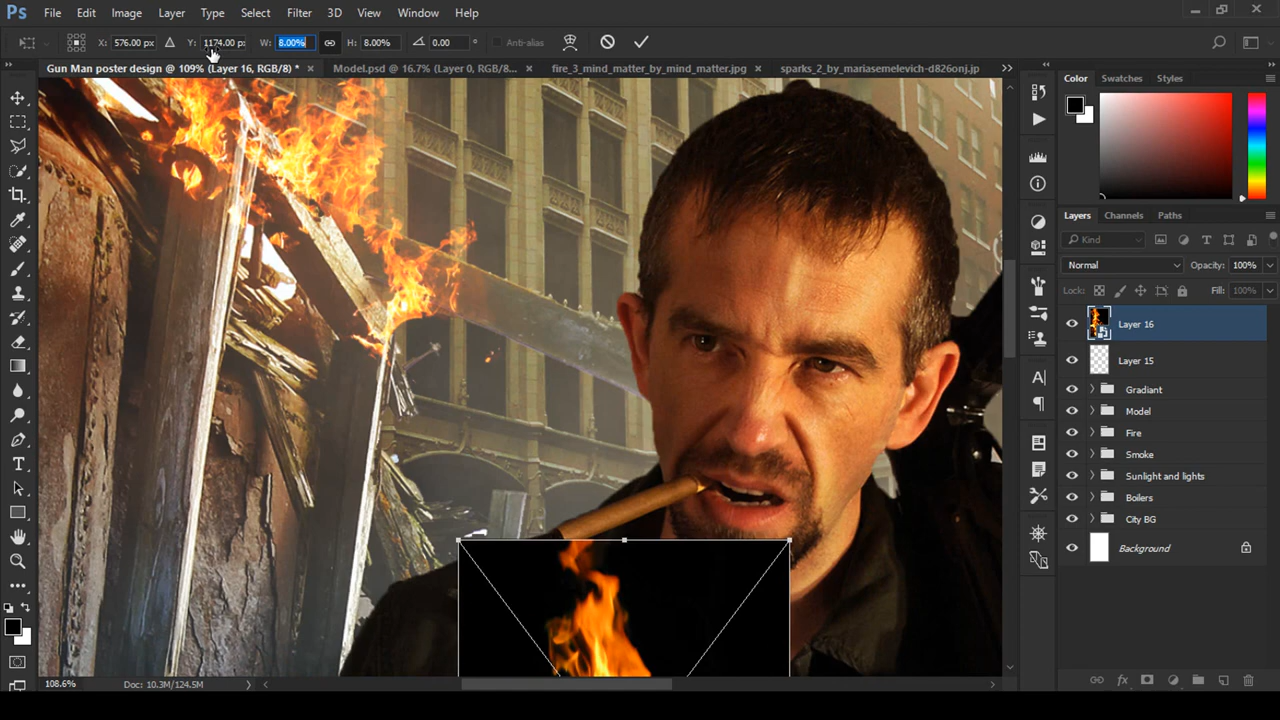 Ps File Edit Image Layer Type Select Filter 3D View Window Help
X: 576.00 px Y: 1174.00 px W: 8.00% H: 8.00% 0.00 ° Anti-alias
Gun Man poster design @ 109% (Layer 16, RGB/8) * × Model.psd @ 16.7% (Layer 0, RGB/8... × fire_3_mind_matter_by_mind_matter.jpg × sparks_2_by_mariasemelevich-d826onj.jp
Color Swatches Styles
Layers Channels Paths
Kind
Normal Opacity: 100%
Lock: Fill: 100%
Layer 16
Layer 15
Gradiant
Model
Fire
Smoke
Sunlight and lights
Boilers
City BG
Background
108.6% Doc: 10.3M/124.5M